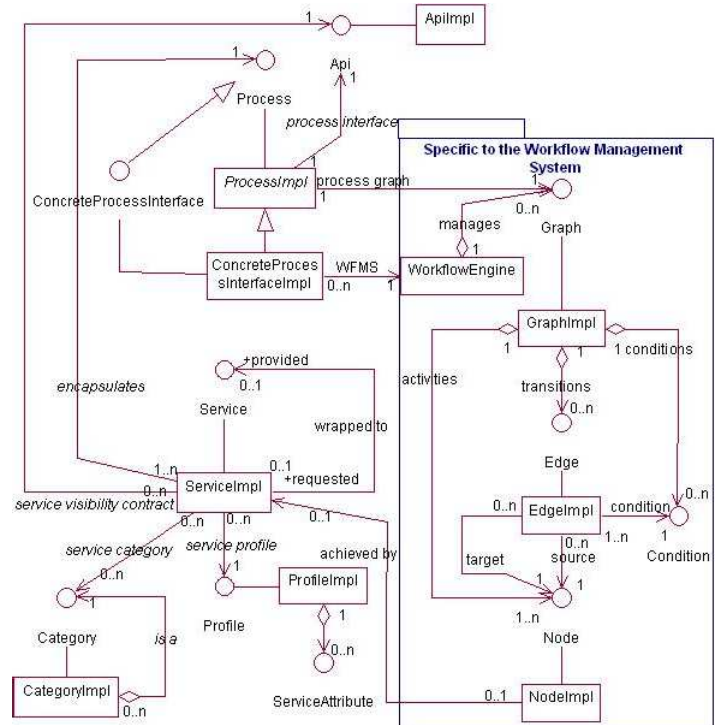 1
ApiImpl
1
Api
1
Process
process interface
Specific to the Workflow Management
System
1
ProcessImpl
1
process graph
1
0..n
ConcreteProcessInterface
manages
Graph
1
ConcreteProces
sInterfaceImpl
WFMS
0..n
1
WorkflowEngine
GraphImpl
1
1
1 conditions
+provided
0..1
activities
transitions
encapsulates
0..n
Service
wrapped to
Edge
1..n
0..1
+requested
0..n
ServiceImpl
0..n
service visibility contract
0..n
0..n
0..1
0..n
EdgeImpl
condition
0..n
1..n
1
service category
service profile
achieved by
target
source
Condition
0..n
1
ProfileImpl
1
1
1
1..n
1
Category
is a
Profile
0..n
Node
CategoryImpl
0..n
ServiceAttribute
0..1
NodeImpl